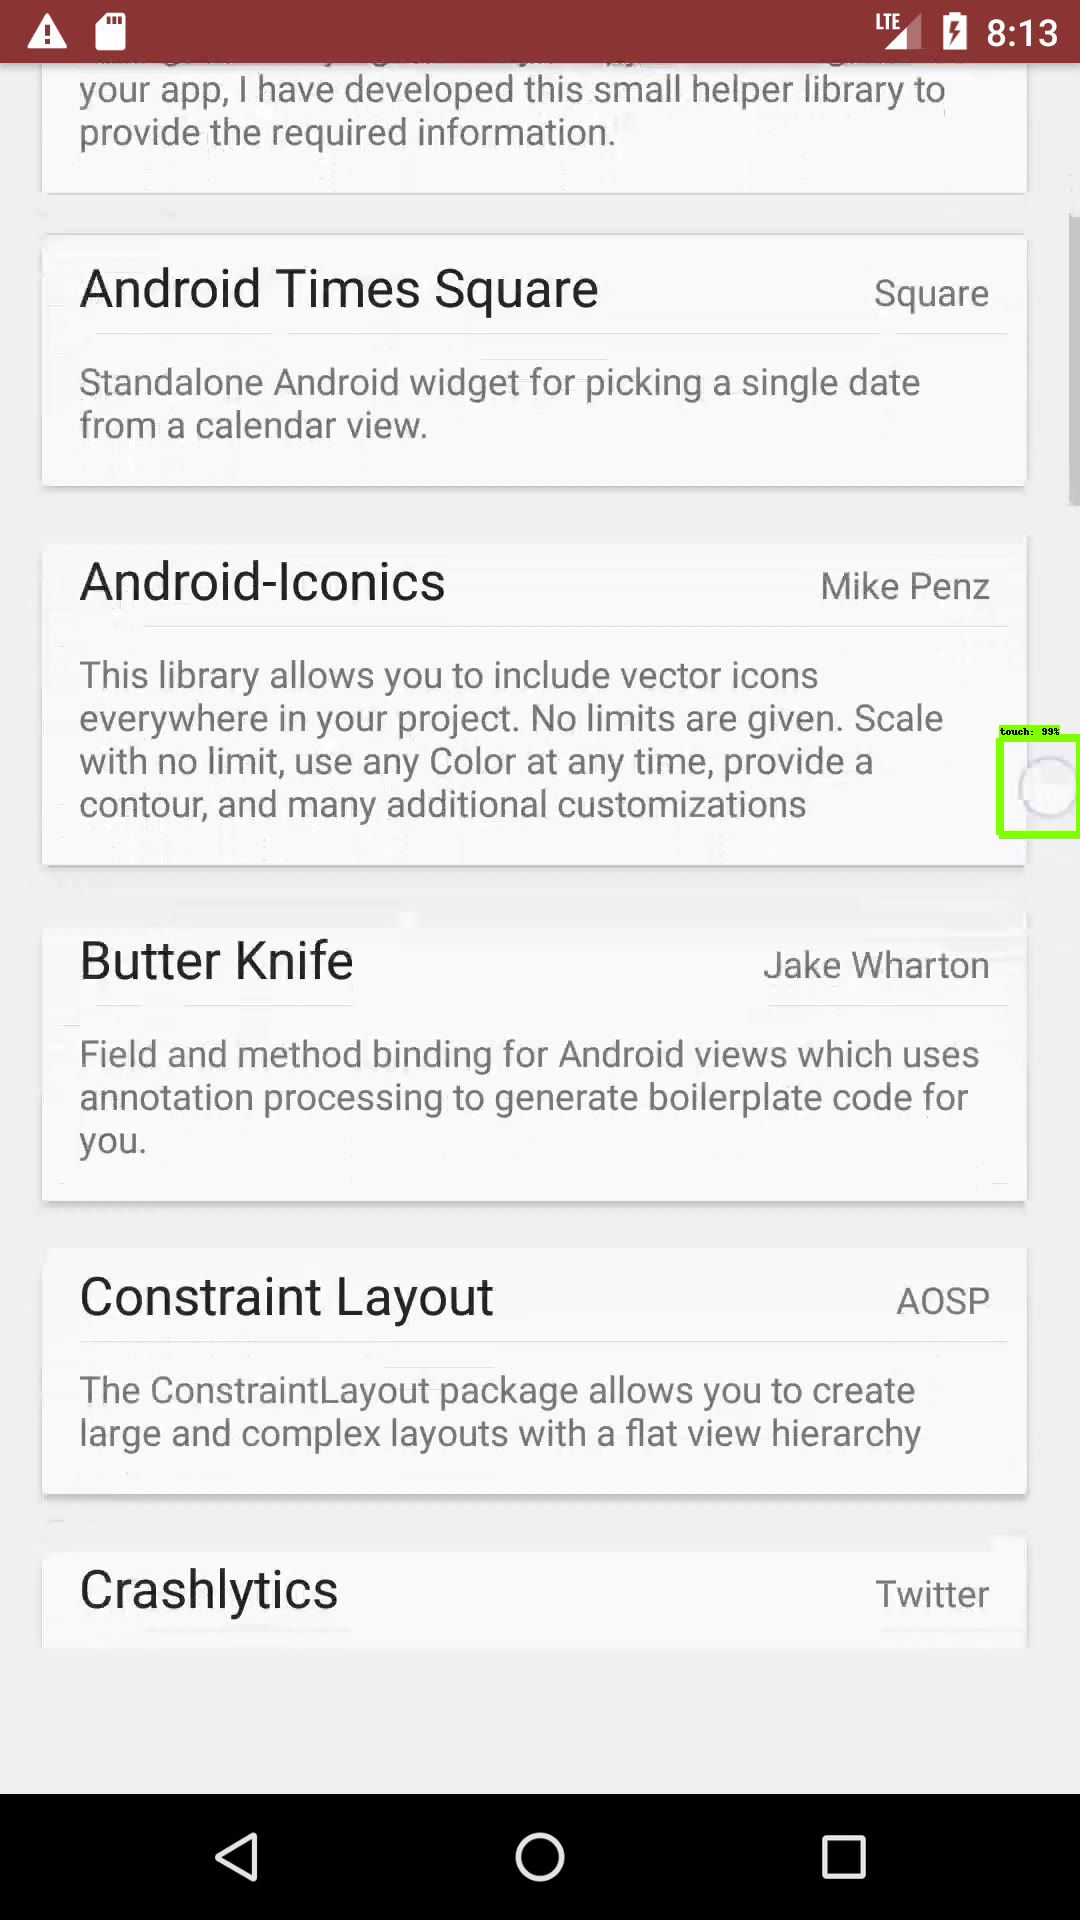 LTE 8:13
your app, I have developed this small helper library to
provide the required information.
Android Times Square Square
Standalone Android widget for picking a single date
from a calendar view.
Android-Iconics Mike Penz
This library allows you to include vector icons
everywhere in your project. No limits are given. Scale
with no limit, use any Color at any time, provide a
contour, and many additional customizations
touch: 99%
Butter Knife Jake Wharton
Field and method binding for Android views which uses
annotation processing to generate boilerplate code for
you.
Constraint Layout AOSP
The ConstraintLayout package allows you to create
large and complex layouts with a flat view hierarchy
Crashlytics Twitter